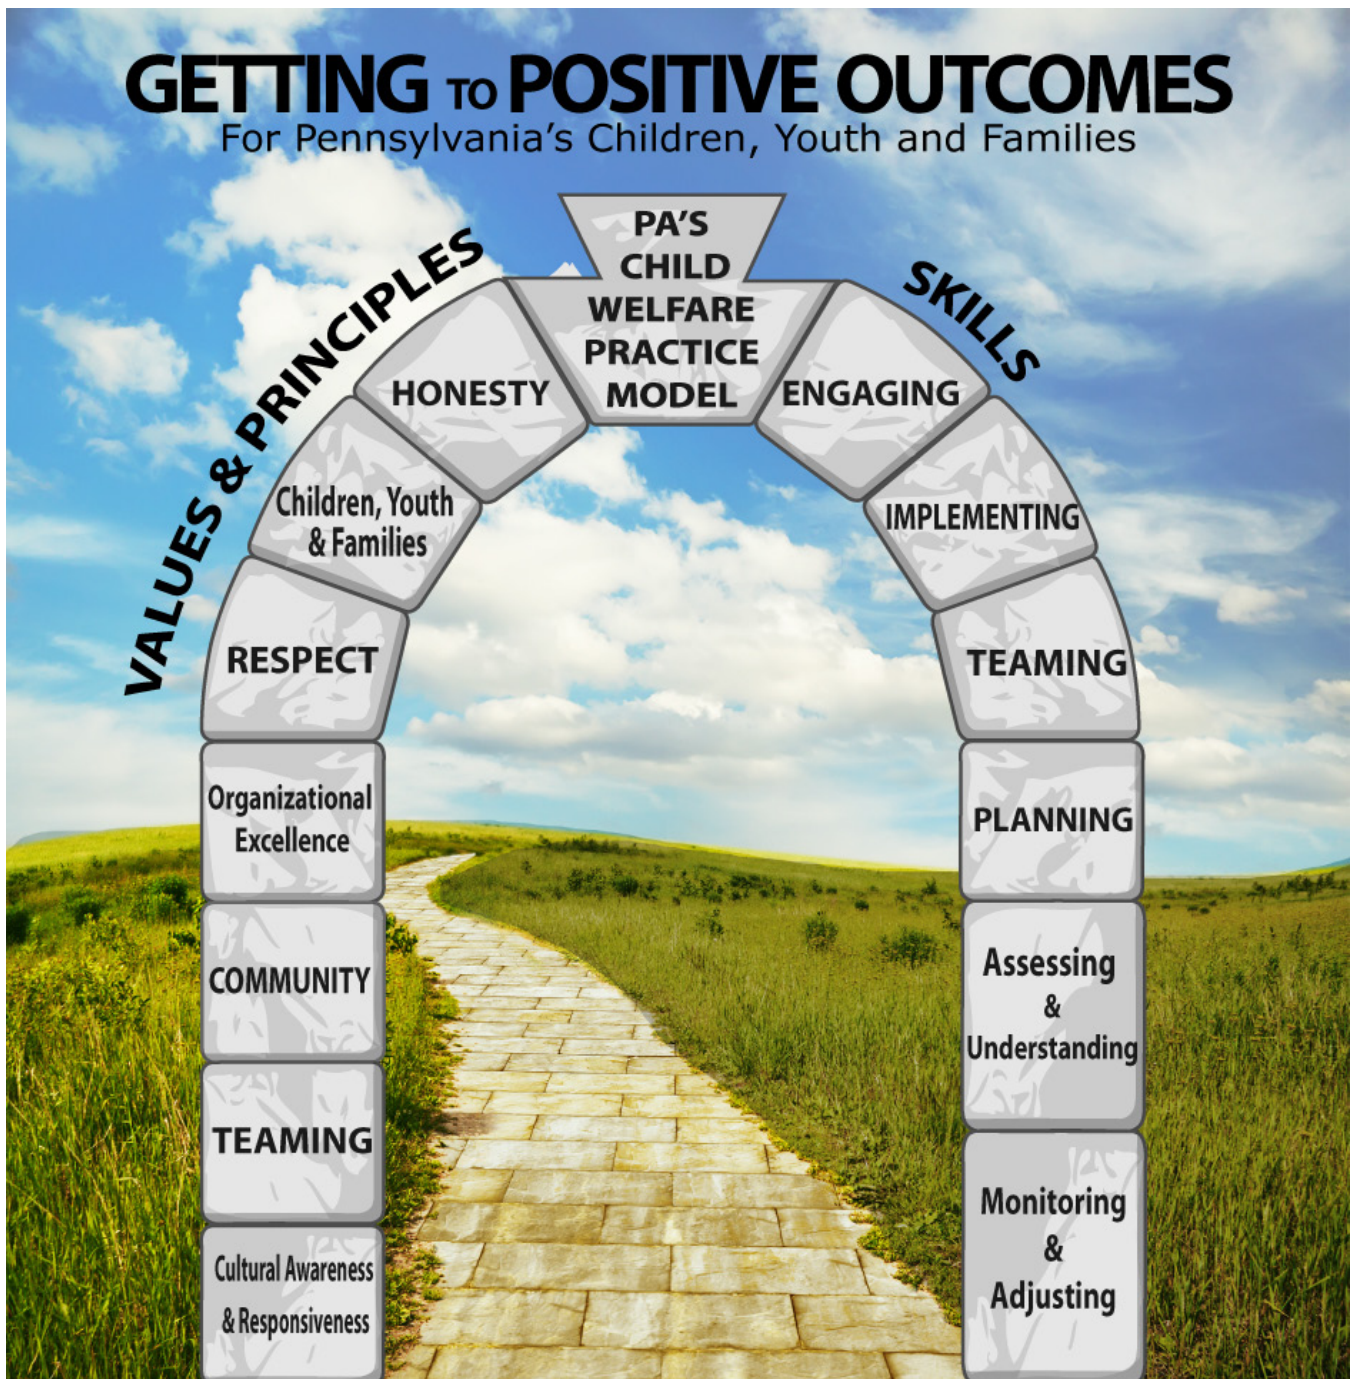 GETTING TO POSITIVE OUTCOMES
For Pennsylvania's Children, Youth and Families
PA'S
CHILD
WELFARE
PRACTICE
MODEL
VALUES & PRINCIPLES
HONESTY
Children, Youth
& Families
RESPECT
Organizational
Excellence
COMMUNITY
TEAMING
Cultural Awareness
& Responsiveness
SKILLS
ENGAGING
IMPLEMENTING
TEAMING
PLANNING
Assessing
&
Understanding
Monitoring
&
Adjusting